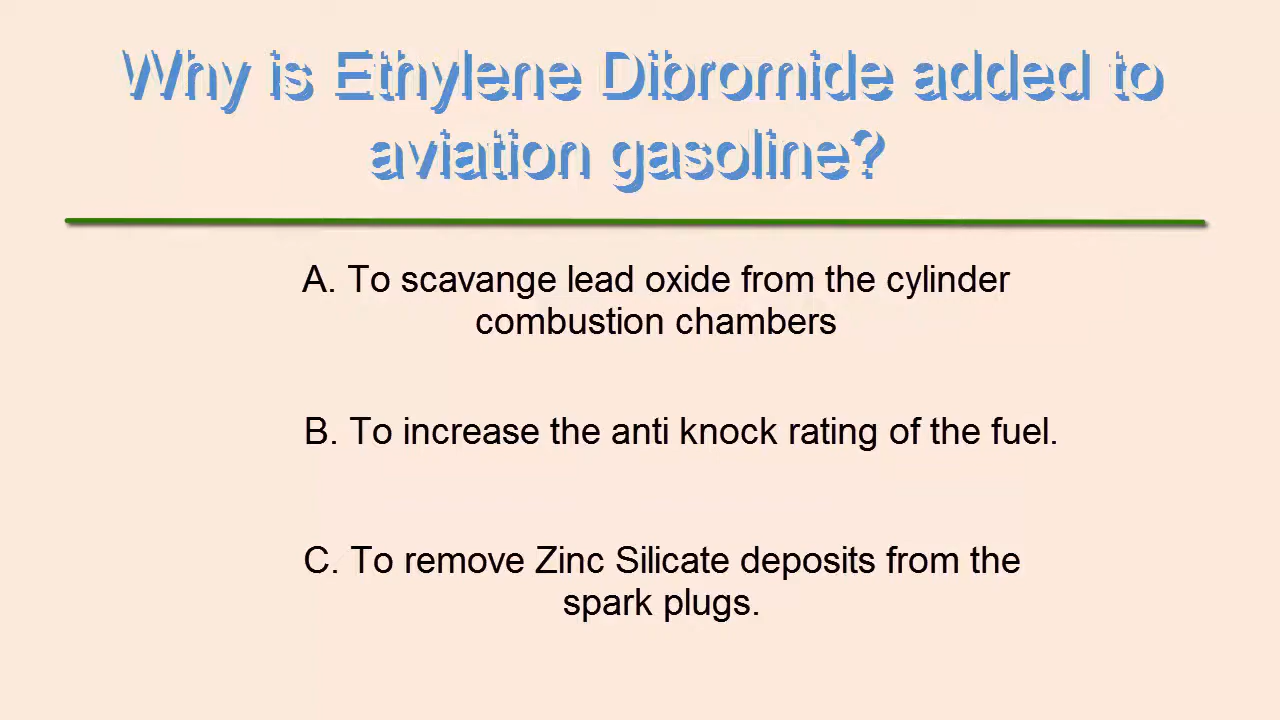 Why is Ethylene Dibromide added to
aviation gasoline?
A. To scavange lead oxide from the cylinder
combustion chambers
B. To increase the anti knock rating of the fuel.
C. To remove Zinc Silicate deposits from the
spark plugs.